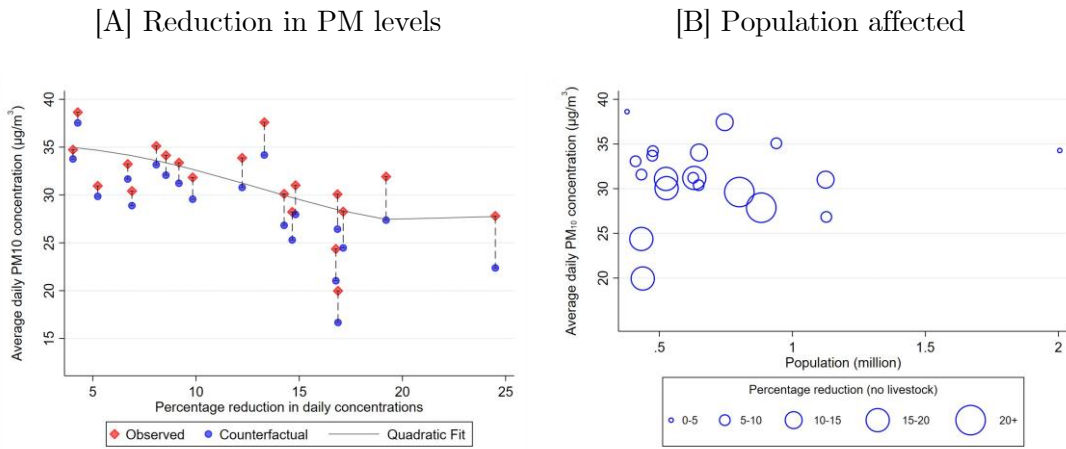 [A] Reduction in PM levels
[B] Population affected
Average daily PM10 concentration (μg/m³)
40
35
30
25
20
15
5
10
15
20
25
Percentage reduction in daily concentrations
Observed
Counterfactual
Quadratic Fit
Average daily PM₁₀ concentration (μg/m³)
40
35
30
25
20
.5
1
1.5
2
Population (million)
Percentage reduction (no livestock)
0-5
5-10
10-15
15-20
20+